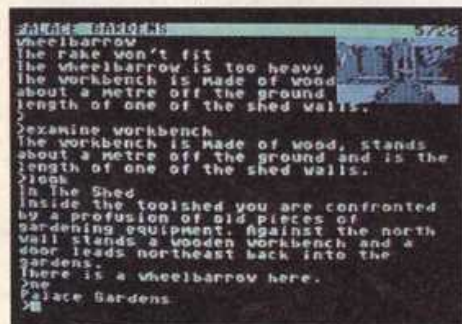 PALACE GARDENS 5/22
wheelbarrow
The rake won't fit
The wheelbarrow is too heavy
The workbench is made of wood
about a metre off the ground
length of one of the shed walls.
>
>examine workbench
The workbench is made of wood, stands
about a metre off the ground and is the
length of one of the shed walls.
>look
In The Shed
Inside the toolshed you are confronted
by a profusion of old pieces of
gardening equipment. Against the north
wall stands a wooden workbench and a
door leads northeast back into the
gardens.
There is a wheelbarrow here.
>ne
Palace Gardens
>